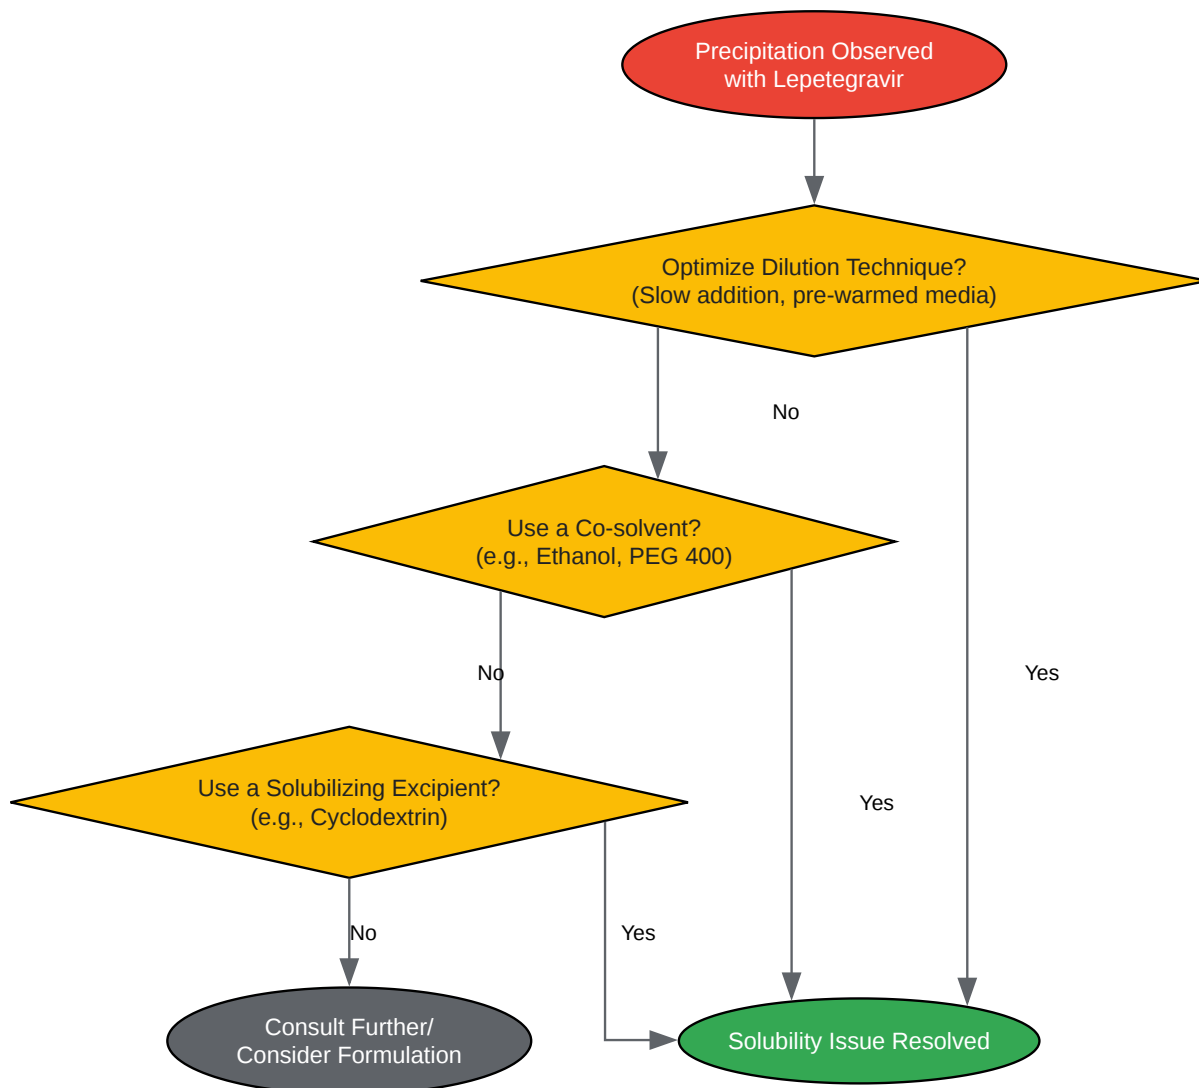 Precipitation Observed
with Lepetegravir
Optimize Dilution Technique?
(Slow addition, pre-warmed media)
No
Use a Co-solvent?
(e.g., Ethanol, PEG 400)
No
Yes
Use a Solubilizing Excipient?
(e.g., Cyclodextrin)
Yes
No
Yes
Consult Further/
Consider Formulation
Solubility Issue Resolved